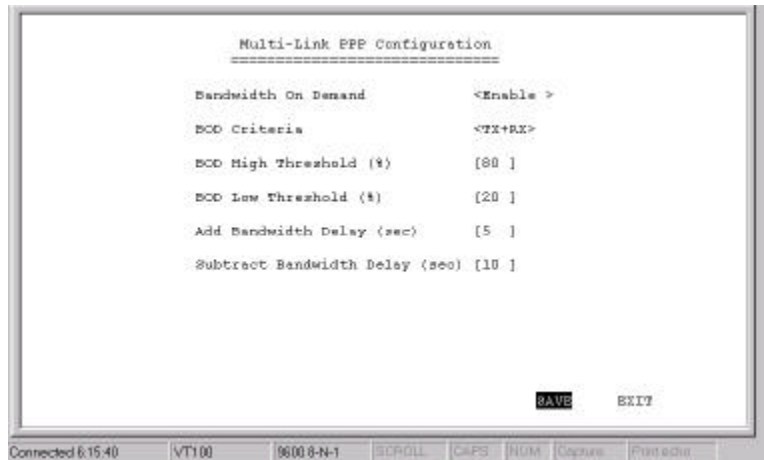 Multi-Link PPP Configuration
==============================
Bandwidth On Demand <Enable >
BOD Criteria <TX+RX>
BOD High Threshold (%) [80 ]
BOD Low Threshold (%) [20 ]
Add Bandwidth Delay (sec) [5 ]
Subtract Bandwidth Delay (sec) [10 ]
SAVE EXIT
Connected 6:15:40 VT100 9600 8-N-1 SCROLL CAPS NUM Capture Print echo